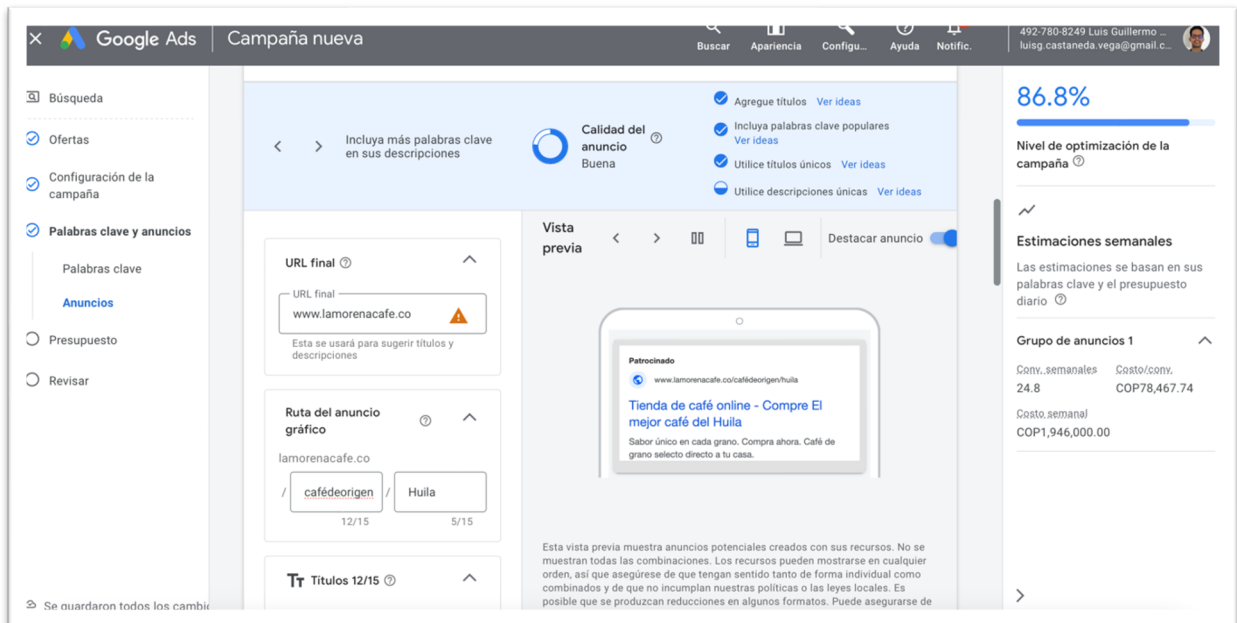 Google Ads
Campaña nueva
Buscar
Apariencia
Configu...
Ayuda
Notific.
492-780-8249 Luis Guillermo ...
luisg.castaneda.vega@gmail.c...
Búsqueda
Ofertas
Configuración de la
campaña
Palabras clave y anuncios
Palabras clave
Anuncios
Presupuesto
Revisar
Se guardaron todos los cambi
Incluya más palabras clave
en sus descripciones
Calidad del
anuncio
Buena
Agregue títulos Ver ideas
Incluya palabras clave populares
Ver ideas
Utilice títulos únicos Ver ideas
Utilice descripciones únicas Ver ideas
URL final
URL final
www.lamorenacafe.co
Esta se usará para sugerir títulos y
descripciones
Ruta del anuncio
gráfico
lamorenacafe.co
/ cafédeorigen / Huila
12/15 5/15
Tt Títulos 12/15
Vista
previa
Destacar anuncio
Patrocinado
www.lamorenacafe.co/cafédeorigen/huila
Tienda de café online - Compre El
mejor café del Huila
Sabor único en cada grano. Compra ahora. Café de
grano selecto directo a tu casa.
Esta vista previa muestra anuncios potenciales creados con sus recursos. No se
muestran todas las combinaciones. Los recursos pueden mostrarse en cualquier
orden, así que asegúrese de que tengan sentido tanto de forma individual como
combinados y de que no incumplan nuestras políticas o las leyes locales. Es
posible que se produzcan reducciones en algunos formatos. Puede asegurarse de
86.8%
Nivel de optimización de la
campaña
Estimaciones semanales
Las estimaciones se basan en sus
palabras clave y el presupuesto
diario
Grupo de anuncios 1
Conv. semanales Costo/conv.
24.8 COP78,467.74
Costo semanal
COP1,946,000.00